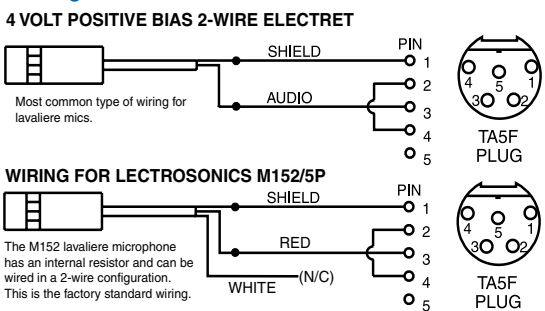 4 VOLT POSITIVE BIAS 2-WIRE ELECTRET
PIN
SHIELD
1
2
AUDIO
3
4
5
Most common type of wiring for
lavaliere mics.
4 5 1
3 2
TA5F
PLUG
WIRING FOR LECTROSONICS M152/5P
PIN
SHIELD
1
2
RED
3
(N/C)
4
WHITE
5
The M152 lavaliere microphone
has an internal resistor and can be
wired in a 2-wire configuration.
This is the factory standard wiring.
4 5 1
3 2
TA5F
PLUG